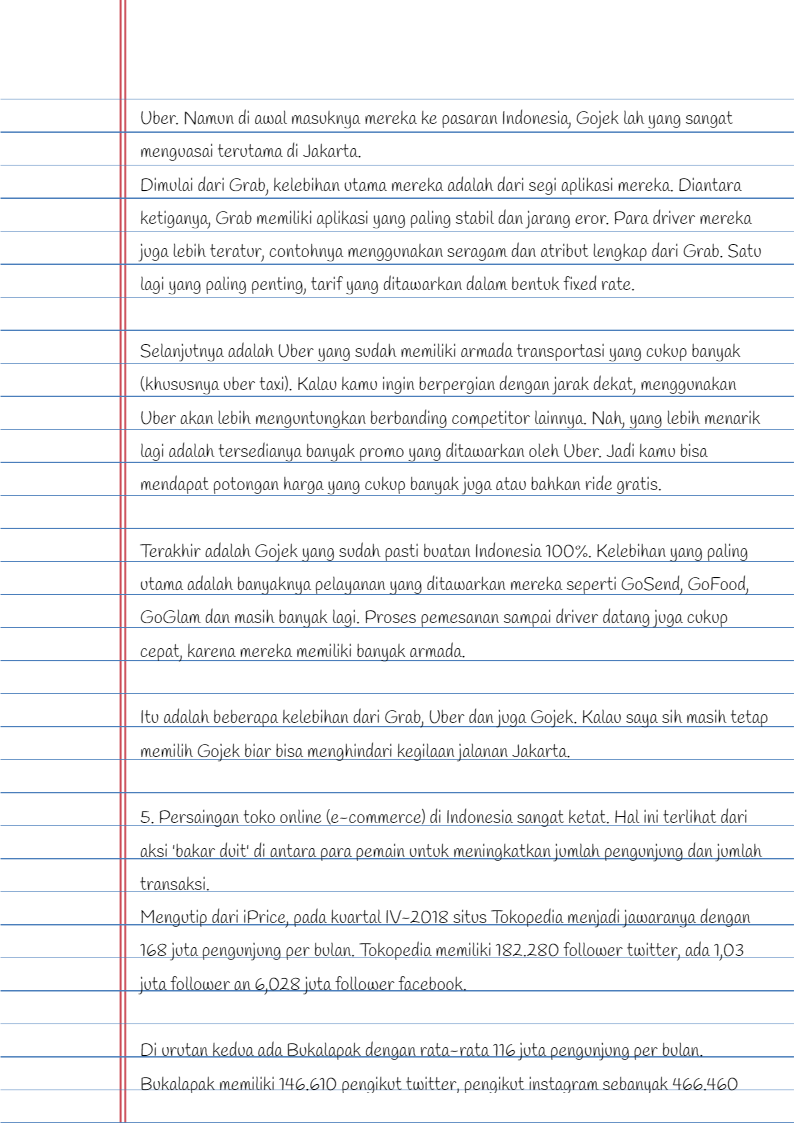 Uber. Namun di awal masuknya mereka ke pasaran Indonesia, Gojek lah yang sangat
menguasai terutama di Jakarta.
Dimulai dari Grab, kelebihan utama mereka adalah dari segi aplikasi mereka. Diantara
ketiganya, Grab memiliki aplikasi yang paling stabil dan jarang eror. Para driver mereka
juga lebih teratur, contohnya menggunakan seragam dan atribut lengkap dari Grab. Satu
lagi yang paling penting, tarif yang ditawarkan dalam bentuk fixed rate.
Selanjutnya adalah Uber yang sudah memiliki armada transportasi yang cukup banyak
(khususnya uber taxi). Kalau kamu ingin berpergian dengan jarak dekat, menggunakan
Uber akan lebih menguntungkan berbanding competitor lainnya. Nah, yang lebih menarik
lagi adalah tersedianya banyak promo yang ditawarkan oleh Uber. Jadi kamu bisa
mendapat potongan harga yang cukup banyak juga atau bahkan ride gratis.
Terakhir adalah Gojek yang sudah pasti buatan Indonesia 100%. Kelebihan yang paling
utama adalah banyaknya pelayanan yang ditawarkan mereka seperti GoSend, GoFood,
GoGlam dan masih banyak lagi. Proses pemesanan sampai driver datang juga cukup
cepat, karena mereka memiliki banyak armada.
Itu adalah beberapa kelebihan dari Grab, Uber dan juga Gojek. Kalau saya sih masih tetap
memilih Gojek biar bisa menghindari kegilaan jalanan Jakarta.
5. Persaingan toko online (e-commerce) di Indonesia sangat ketat. Hal ini terlihat dari
aksi 'bakar duit' di antara para pemain untuk meningkatkan jumlah pengunjung dan jumlah
transaksi.
Mengutip dari iPrice, pada kuartal IV-2018 situs Tokopedia menjadi jawaranya dengan
168 juta pengunjung per bulan. Tokopedia memiliki 182.280 follower twitter, ada 1,03
juta follower an 6,028 juta follower facebook.
Di urutan kedua ada Bukalapak dengan rata-rata 116 juta pengunjung per bulan.
Bukalapak memiliki 146.610 pengikut twitter, pengikut instagram sebanyak 466.460